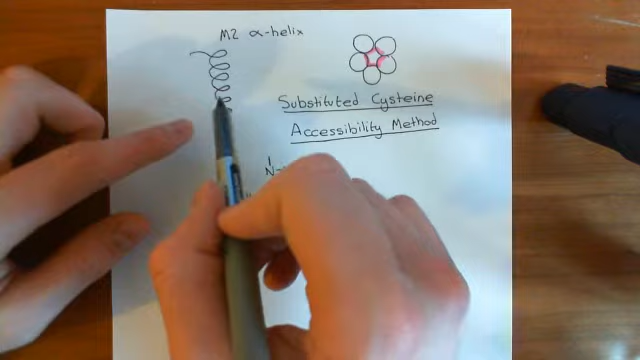 M2 α-helix
Substituted Cysteine
Accessibility Method
N